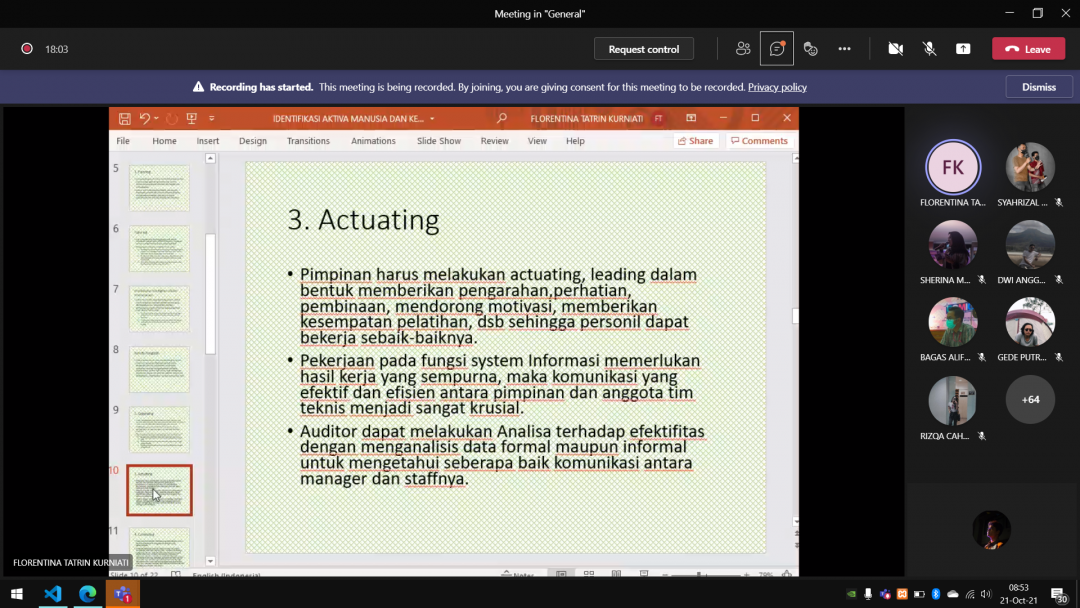 Meeting in "General"
18:03
Request control
Leave
Recording has started. This meeting is being recorded. By joining, you are giving consent for this meeting to be recorded. Privacy policy
Dismiss
IDENTIFIKASI AKTIVA MANUSIA DAN KE...
FLORENTINA TATRIN KURNIATI
FT
File Home Insert Design Transitions Animations Slide Show Review View Help
Share
Comments
5
6
7
8
9
10
11
3. Actuating
• Pimpinan harus melakukan actuating, leading dalam
bentuk memberikan pengarahan,perhatian,
pembinaan, mendorong motivasi, memberikan
kesempatan pelatihan, dsb sehingga personil dapat
bekerja sebaik-baiknya.
• Pekerjaan pada fungsi system Informasi memerlukan
hasil kerja yang sempurna, maka komunikasi yang
efektif dan efisien antara pimpinan dan anggota tim
teknis menjadi sangat krusial.
• Auditor dapat melakukan Analisa terhadap efektifitas
dengan menganalisis data formal maupun informal
untuk mengetahui seberapa baik komunikasi antara
manager dan staffnya.
Slide 10 of 22
English (Indonesia)
Notes
78%
FLORENTINA TATRIN KURNIATI
FK
FLORENTINA TA...
SYAHRIZAL ...
SHERINA M...
DWI ANGG...
BAGAS ALIF...
GEDE PUTR...
RIZQA CAH...
+64
1
08:53
21-Oct-21
30